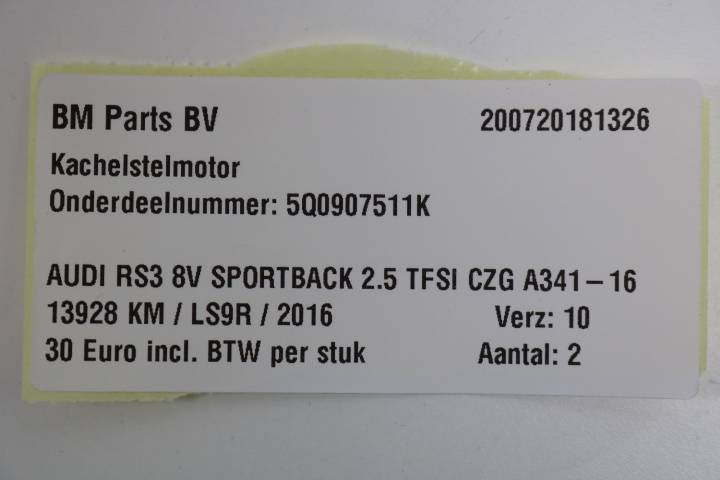 BM Parts BV 200720181326
Kachelstelmotor
Onderdeelnummer: 5Q0907511K
AUDI RS3 8V SPORTBACK 2.5 TFSI CZG A341-16
13928 KM / LS9R / 2016 Verz: 10
30 Euro incl. BTW per stuk Aantal: 2